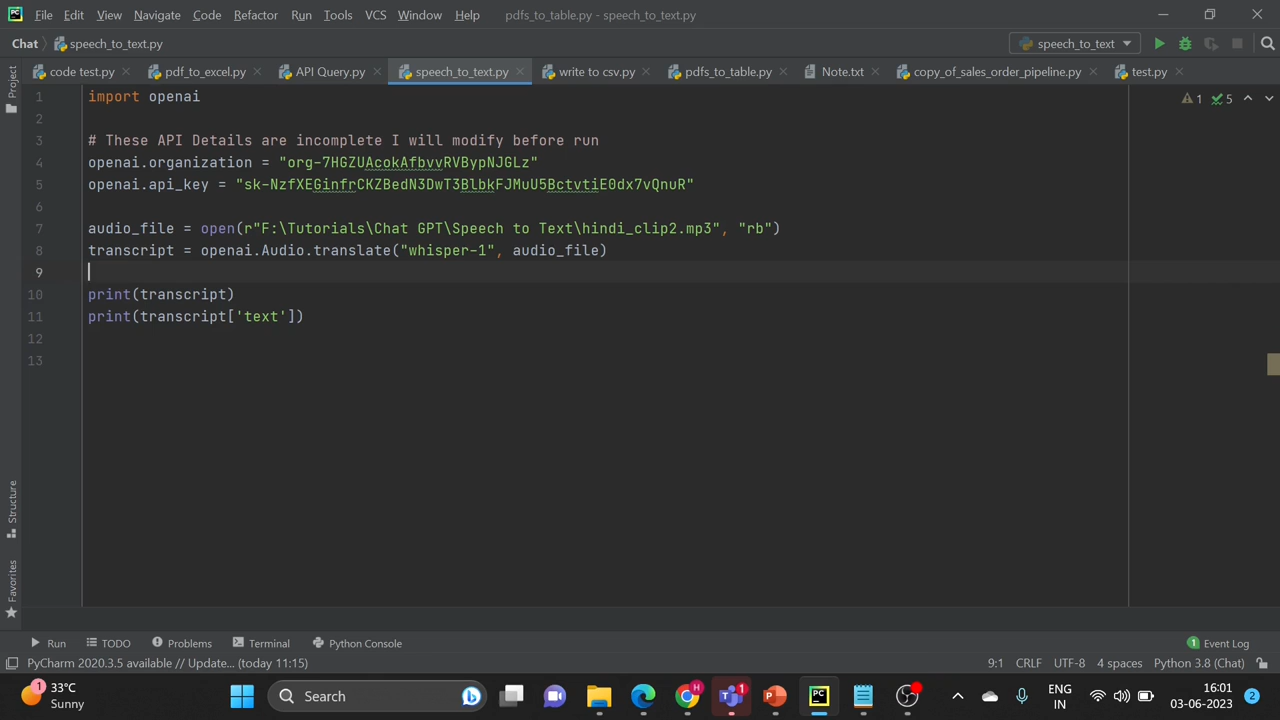 File Edit View Navigate Code Refactor Run Tools VCS Window Help pdfs_to_table.py - speech_to_text.py
Chat speech_to_text.py speech_to_text
code test.py pdf_to_excel.py API Query.py speech_to_text.py write to csv.py pdfs_to_table.py Note.txt copy_of_sales_order_pipeline.py test.py
Project
1 import openai 1 5
2
3 # These API Details are incomplete I will modify before run
4 openai.organization = "org-7HGZUAcokAfbvvRVBypNJGLz"
5 openai.api_key = "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"
6
7 audio_file = open(r"F:\Tutorials\Chat GPT\Speech to Text\hindi_clip2.mp3", "rb")
8 transcript = openai.Audio.translate("whisper-1", audio_file)
9
10 print(transcript)
11 print(transcript['text'])
12
13
Structure
Favorites
Run TODO Problems Terminal Python Console 1 Event Log
PyCharm 2020.3.5 available // Update... (today 11:15) 9:1 CRLF UTF-8 4 spaces Python 3.8 (Chat)
1 33°C Search H 1 P PC ENG 16:01
Sunny IN 03-06-2023 2